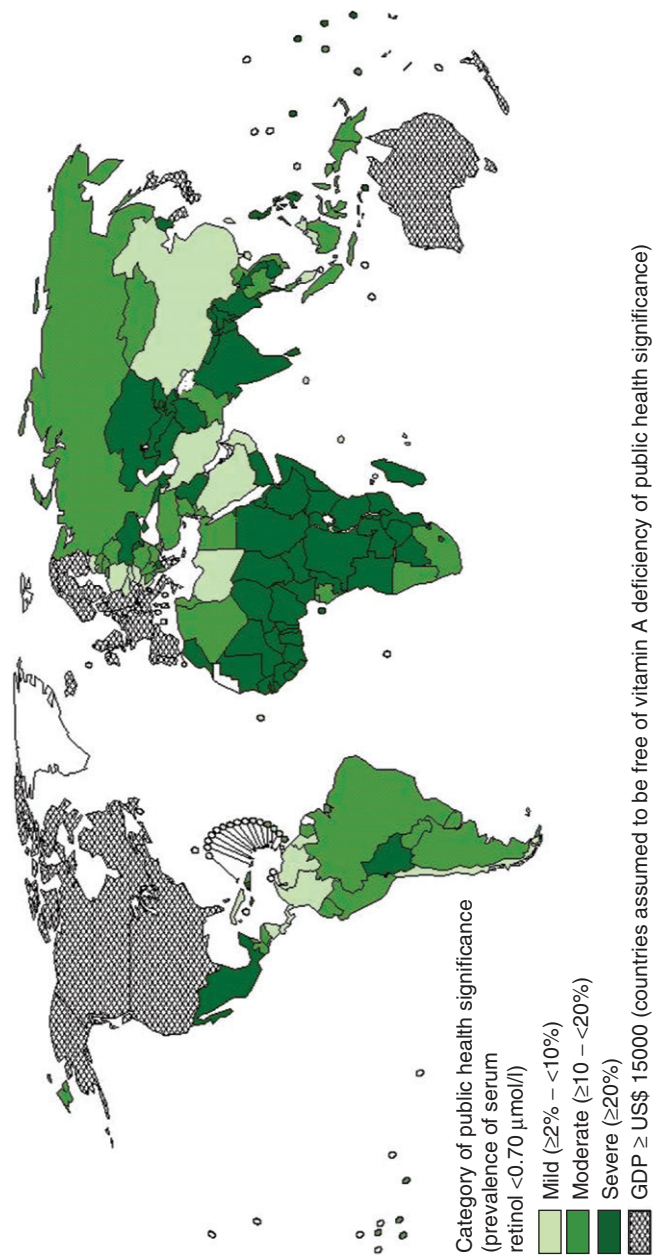 Category of public health significance
(prevalence of serum
retinol <0.70 μmol/l)
Mild (≥2% – <10%)
Moderate (≥10 – <20%)
Severe (≥20%)
GDP ≥ US$ 15000 (countries assumed to be free of vitamin A deficiency of public health significance)